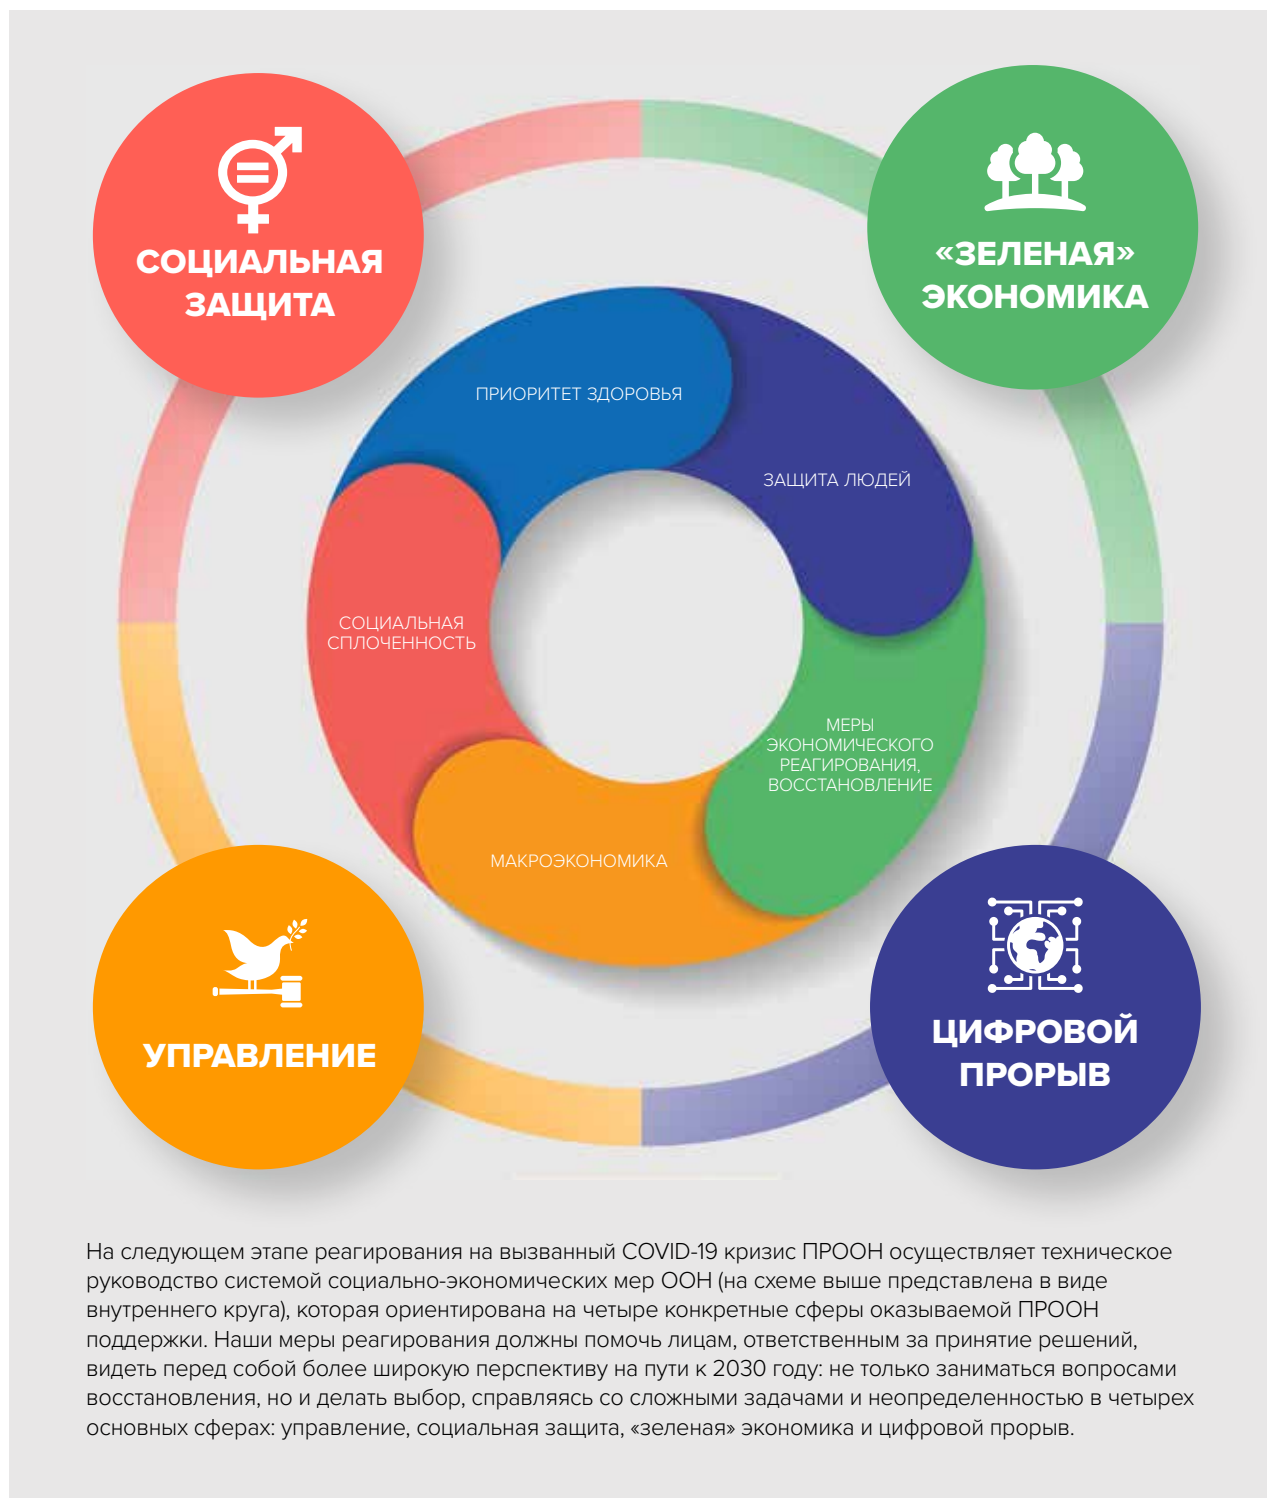 СОЦИАЛЬНАЯ
ЗАЩИТА
«ЗЕЛЕНАЯ»
ЭКОНОМИКА
ПРИОРИТЕТ ЗДОРОВЬЯ
ЗАЩИТА ЛЮДЕЙ
СОЦИАЛЬНАЯ
СПЛОЧЕННОСТЬ
МЕРЫ
ЭКОНОМИЧЕСКОГО
РЕАГИРОВАНИЯ,
ВОССТАНОВЛЕНИЕ
МАКРОЭКОНОМИКА
УПРАВЛЕНИЕ
ЦИФРОВОЙ
ПРОРЫВ
На следующем этапе реагирования на вызванный COVID-19 кризис ПРООН осуществляет техническое
руководство системой социально-экономических мер ООН (на схеме выше представлена в виде
внутреннего круга), которая ориентирована на четыре конкретные сферы оказываемой ПРООН
поддержки. Наши меры реагирования должны помочь лицам, ответственным за принятие решений,
видеть перед собой более широкую перспективу на пути к 2030 году: не только заниматься вопросами
восстановления, но и делать выбор, справляясь со сложными задачами и неопределенностью в четырех
основных сферах: управление, социальная защита, «зеленая» экономика и цифровой прорыв.